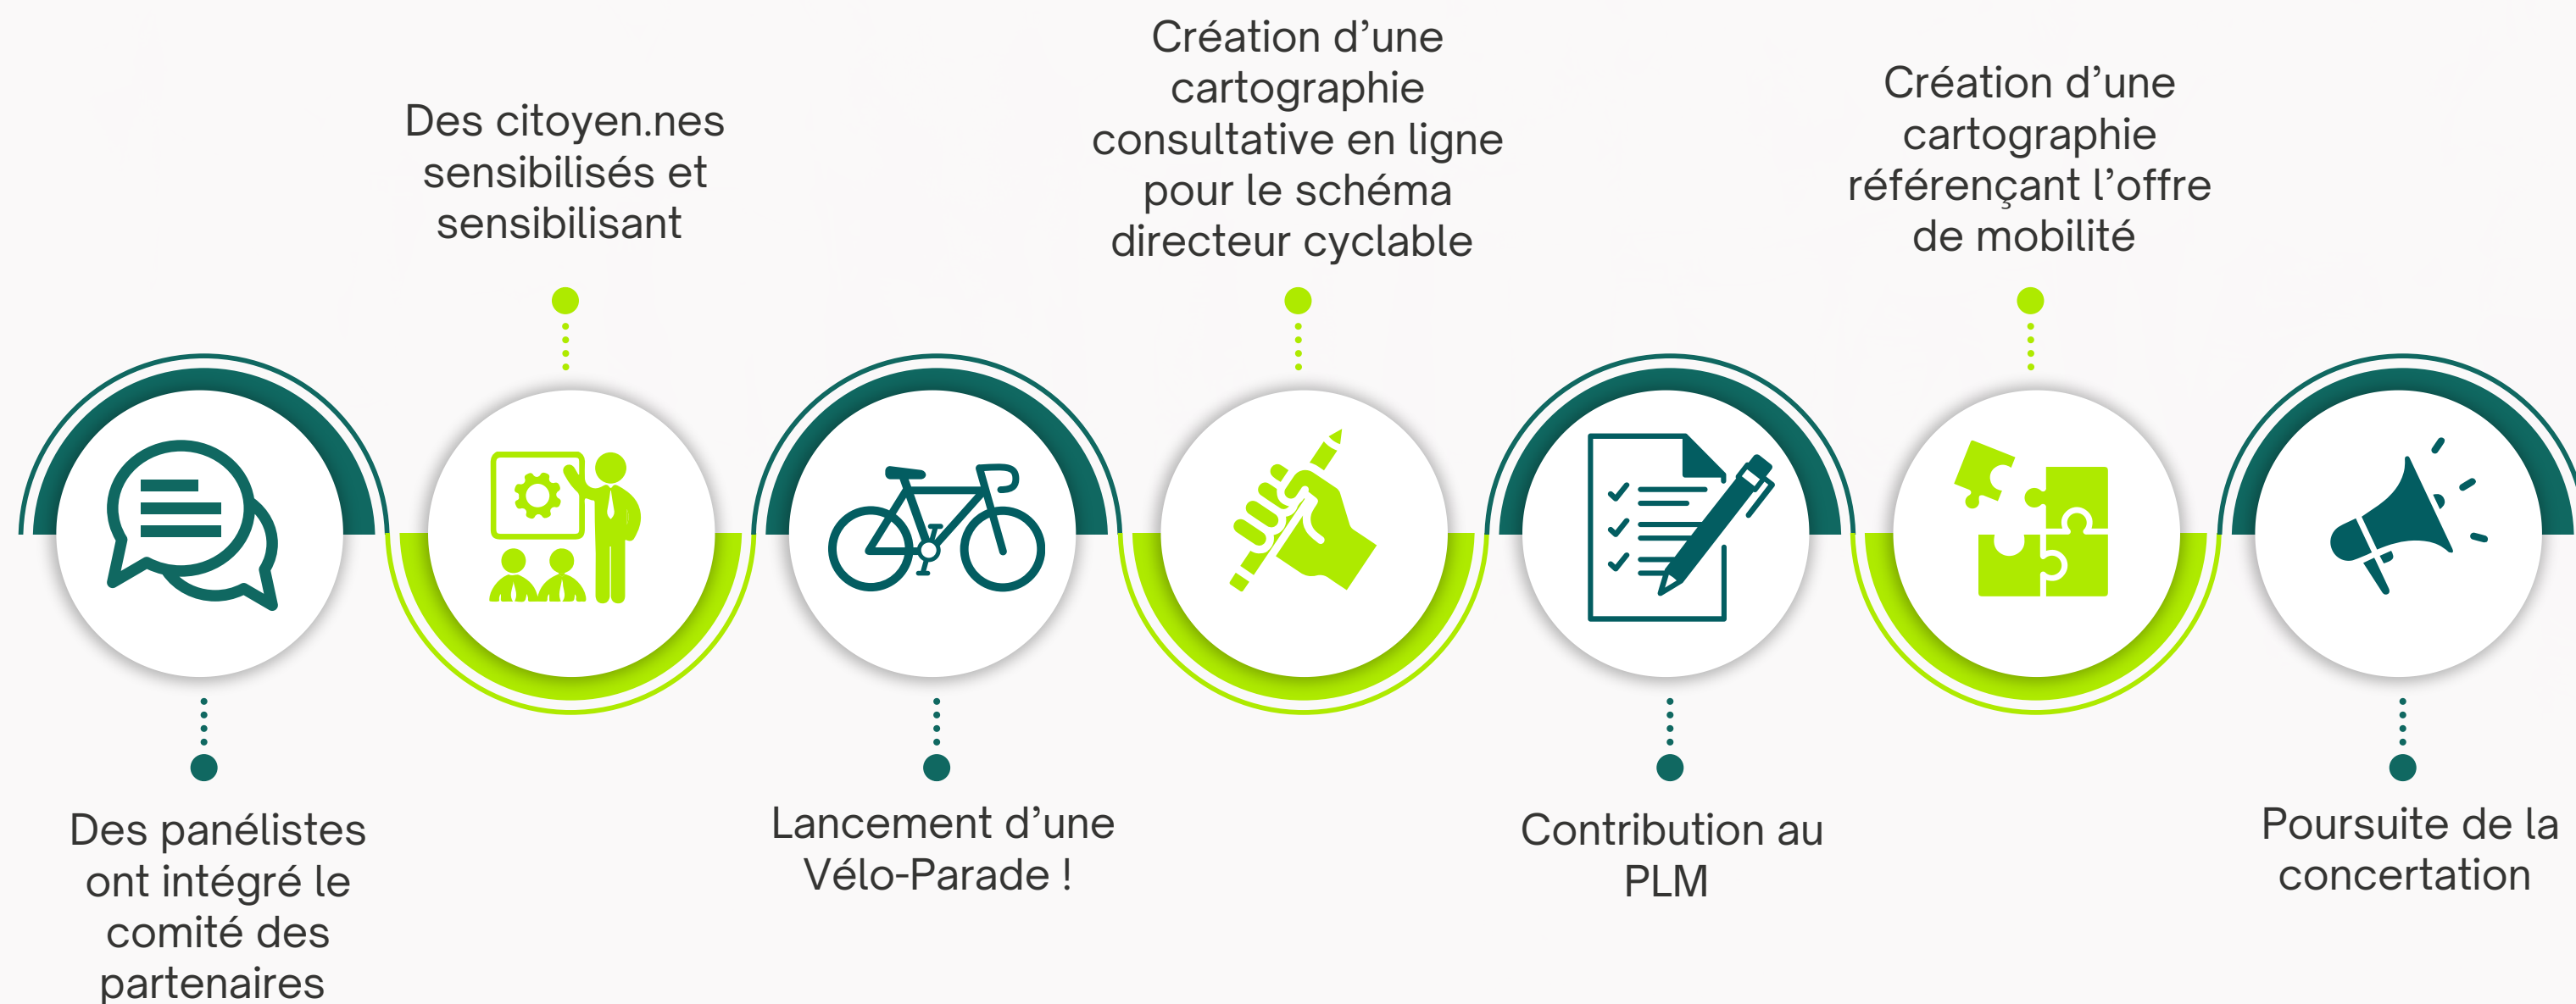 Des panélistes
ont intégré le
comité des
partenaires
Des citoyen.nes
sensibilisés et
sensibilisant
Lancement d’une
Vélo-Parade !
Création d’une
cartographie
consultative en ligne
pour le schéma
directeur cyclable
Contribution au
PLM
Création d’une
cartographie
référençant l’offre
de mobilité
Poursuite de la
concertation